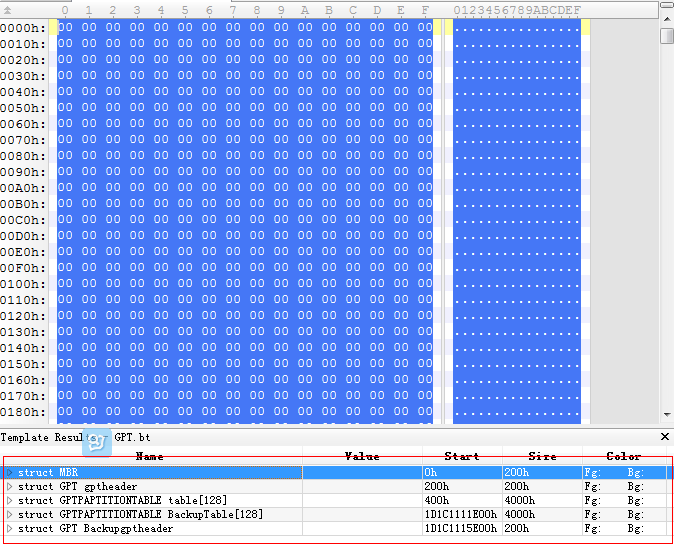 0 1 2 3 4 5 6 7 8 9 A B C D E F 0123456789ABCDEF
0000h: 00 00 00 00 00 00 00 00 00 00 00 00 00 00 00 00 ................
0010h: 00 00 00 00 00 00 00 00 00 00 00 00 00 00 00 00 ................
0020h: 00 00 00 00 00 00 00 00 00 00 00 00 00 00 00 00 ................
0030h: 00 00 00 00 00 00 00 00 00 00 00 00 00 00 00 00 ................
0040h: 00 00 00 00 00 00 00 00 00 00 00 00 00 00 00 00 ................
0050h: 00 00 00 00 00 00 00 00 00 00 00 00 00 00 00 00 ................
0060h: 00 00 00 00 00 00 00 00 00 00 00 00 00 00 00 00 ................
0070h: 00 00 00 00 00 00 00 00 00 00 00 00 00 00 00 00 ................
0080h: 00 00 00 00 00 00 00 00 00 00 00 00 00 00 00 00 ................
0090h: 00 00 00 00 00 00 00 00 00 00 00 00 00 00 00 00 ................
00A0h: 00 00 00 00 00 00 00 00 00 00 00 00 00 00 00 00 ................
00B0h: 00 00 00 00 00 00 00 00 00 00 00 00 00 00 00 00 ................
00C0h: 00 00 00 00 00 00 00 00 00 00 00 00 00 00 00 00 ................
00D0h: 00 00 00 00 00 00 00 00 00 00 00 00 00 00 00 00 ................
00E0h: 00 00 00 00 00 00 00 00 00 00 00 00 00 00 00 00 ................
00F0h: 00 00 00 00 00 00 00 00 00 00 00 00 00 00 00 00 ................
0100h: 00 00 00 00 00 00 00 00 00 00 00 00 00 00 00 00 ................
0110h: 00 00 00 00 00 00 00 00 00 00 00 00 00 00 00 00 ................
0120h: 00 00 00 00 00 00 00 00 00 00 00 00 00 00 00 00 ................
0130h: 00 00 00 00 00 00 00 00 00 00 00 00 00 00 00 00 ................
0140h: 00 00 00 00 00 00 00 00 00 00 00 00 00 00 00 00 ................
0150h: 00 00 00 00 00 00 00 00 00 00 00 00 00 00 00 00 ................
0160h: 00 00 00 00 00 00 00 00 00 00 00 00 00 00 00 00 ................
0170h: 00 00 00 00 00 00 00 00 00 00 00 00 00 00 00 00 ................
0180h: 00 00 00 00 00 00 00 00 00 00 00 00 00 00 00 00 ................
Template Results - GPT.bt
Name Value Start Size Color
struct MBR 0h 200h Fg: Bg:
struct GPT gptheader 200h 200h Fg: Bg:
struct GPTPAPTITIONTABLE table[128] 400h 4000h Fg: Bg:
struct GPTPAPTITIONTABLE BackupTable[128] 1D1C1111E00h 4000h Fg: Bg:
struct GPT Backupgptheader 1D1C1115E00h 200h Fg: Bg: